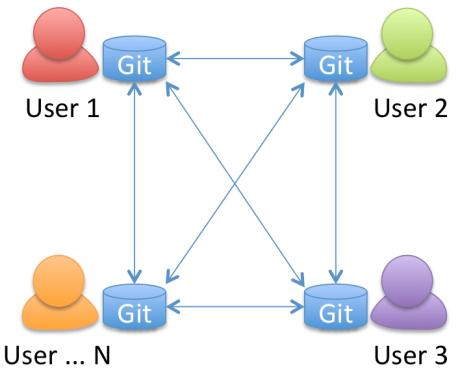 Git
Git
User 1
User 2
Git
Git
User ... N
User 3